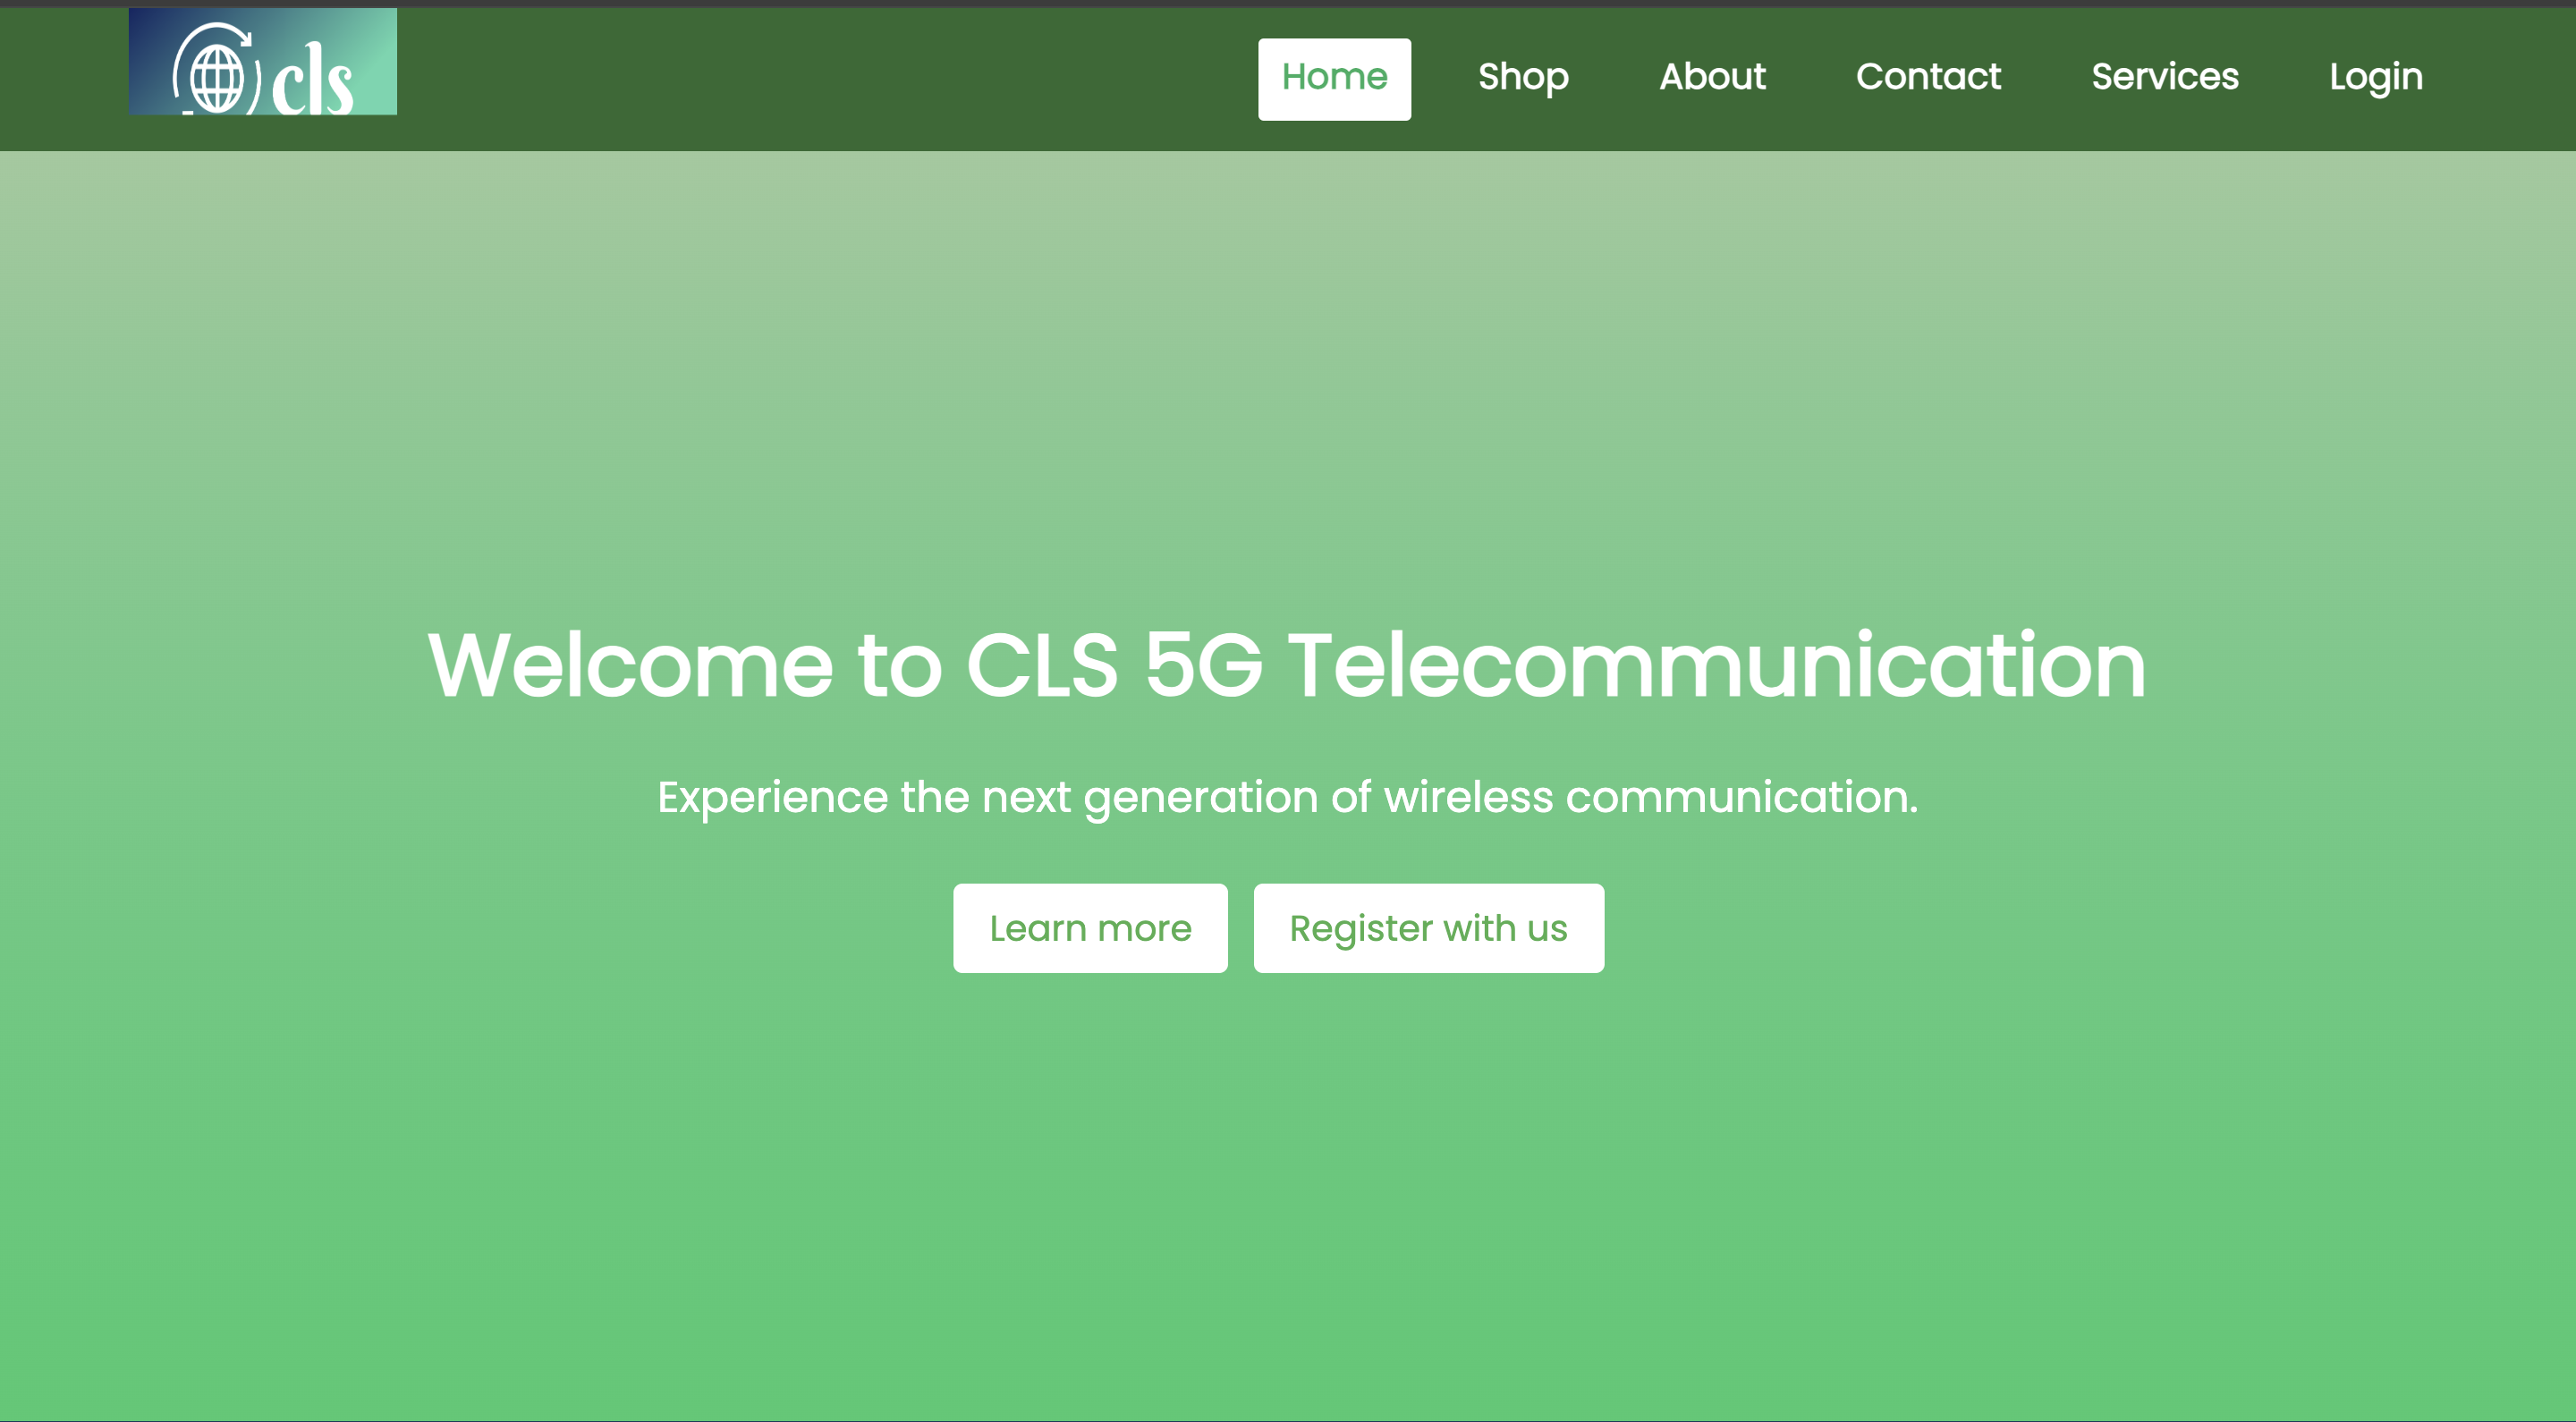 cls
Home Shop About Contact Services Login
Welcome to CLS 5G Telecommunication
Experience the next generation of wireless communication.
Learn more Register with us